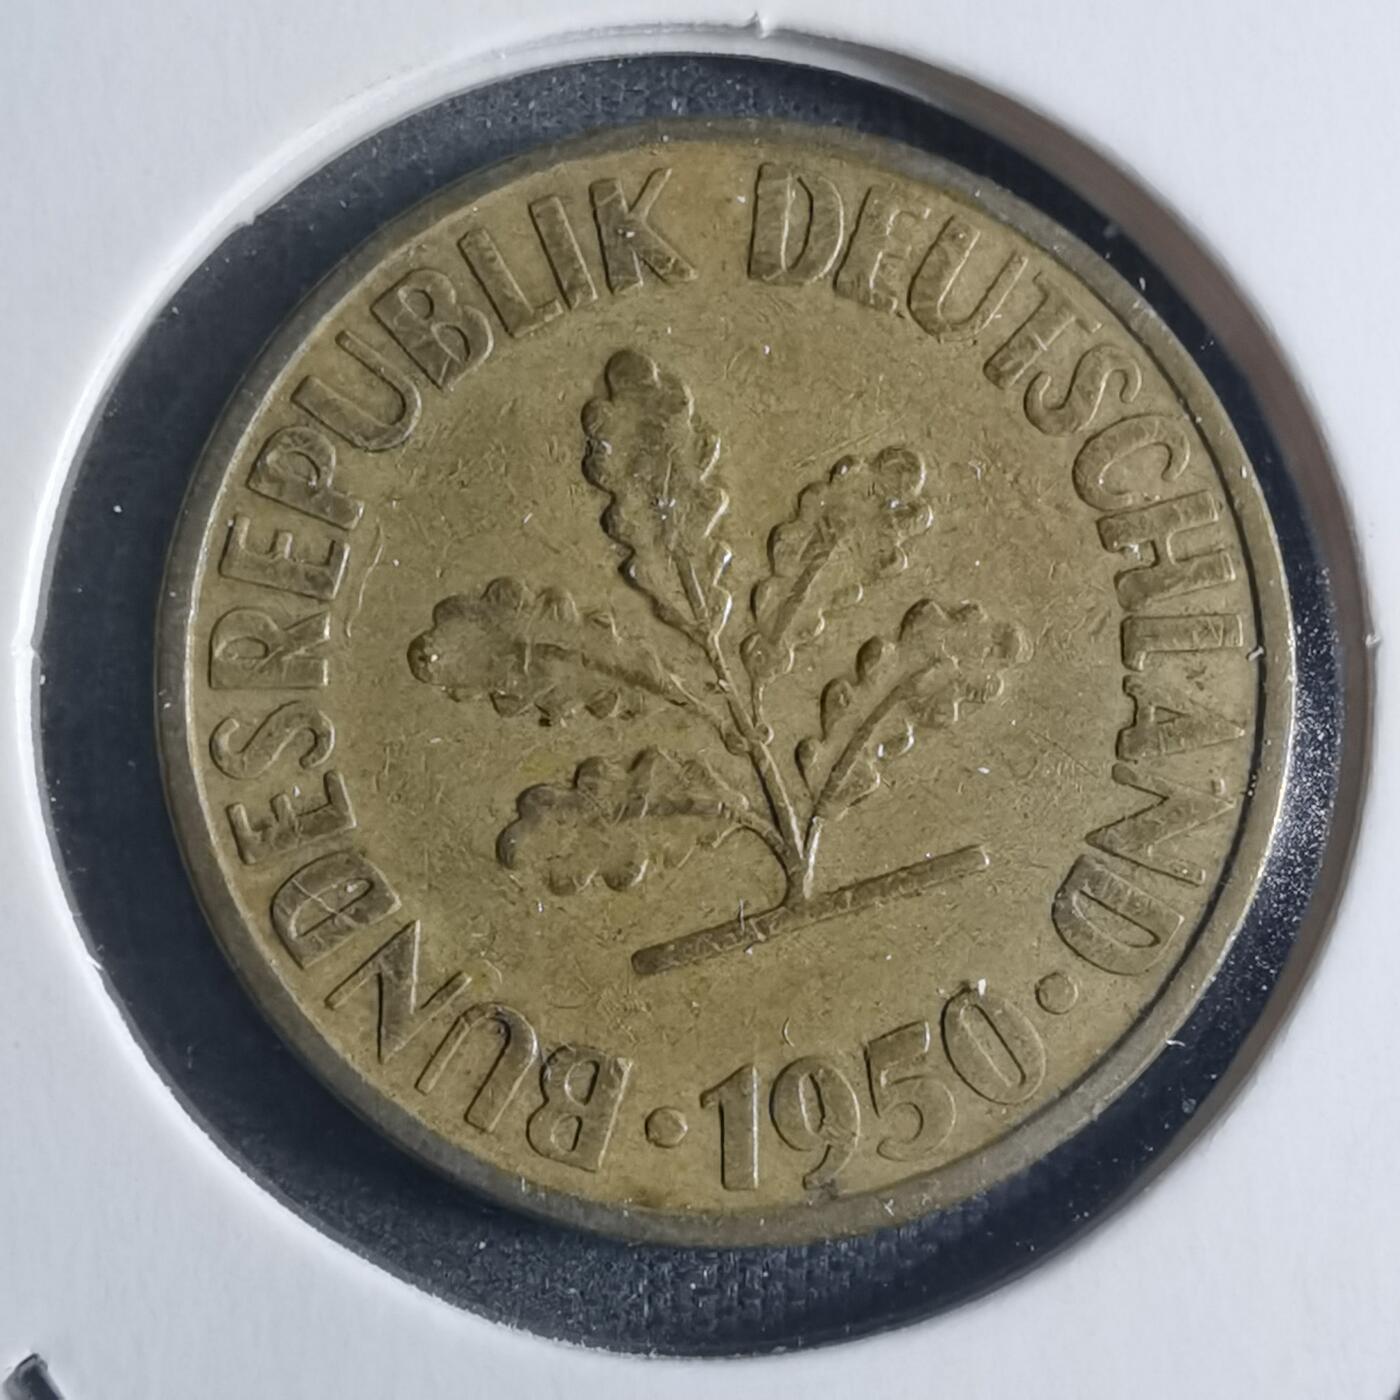 BUNDESREPUBLIK DEUTSCHLAND
• 1950 •